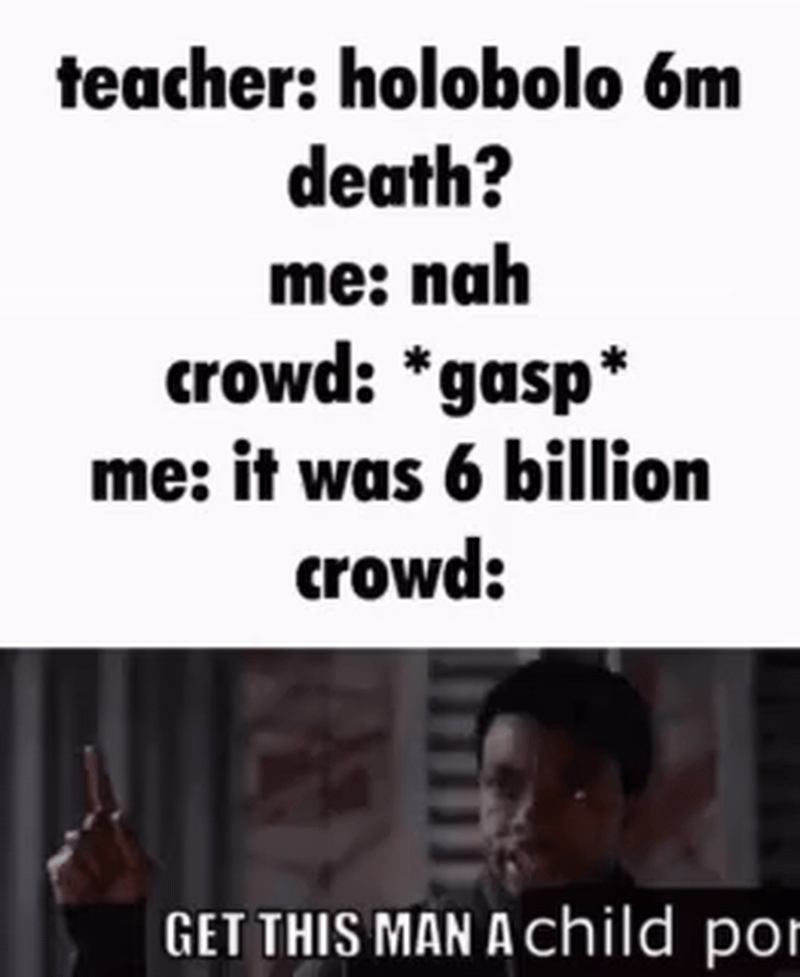 teacher: holobolo 6m
death?
me: nah
crowd: *gasp*
me: it was 6 billion
crowd:
GET THIS MAN A child por